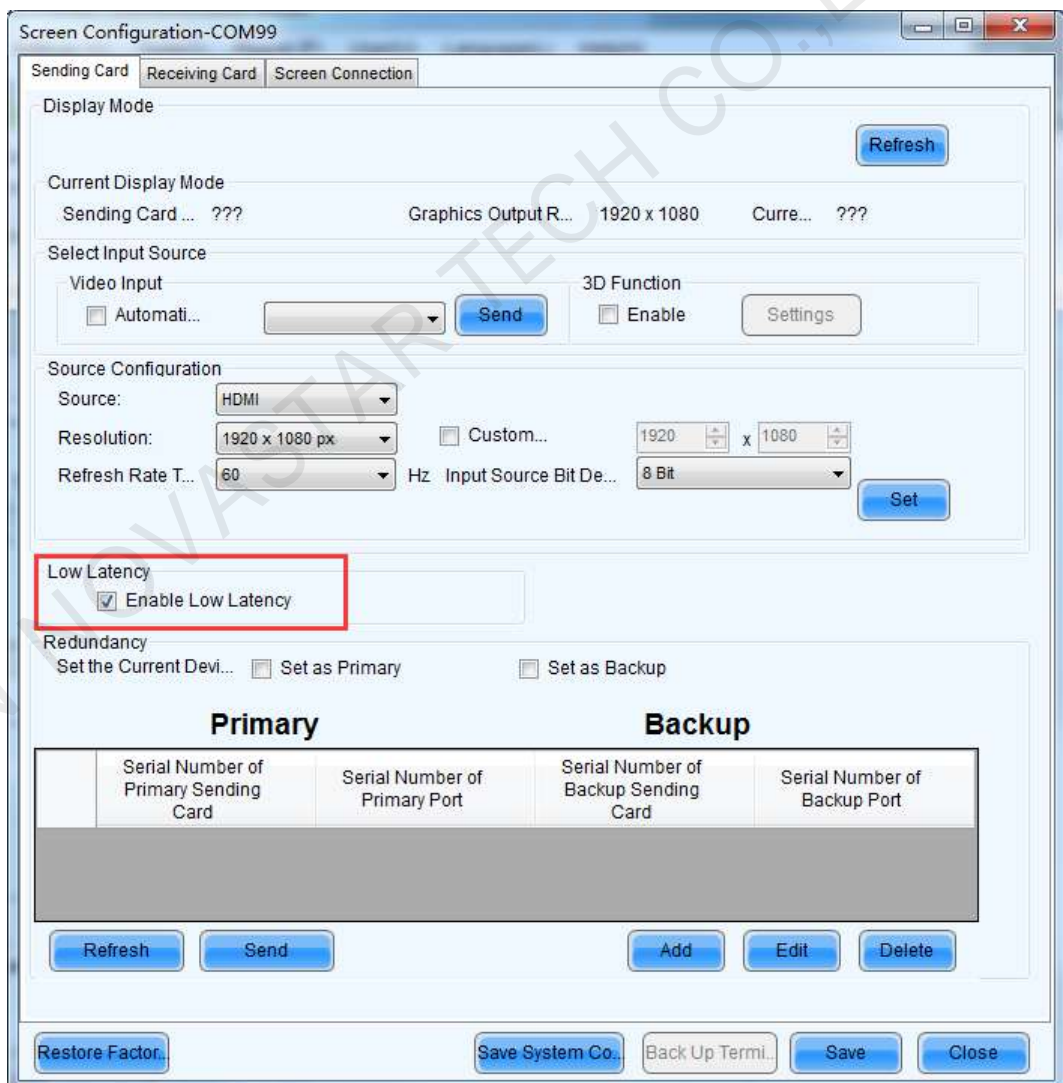 Screen Configuration-COM99
Sending Card Receiving Card Screen Connection
Display Mode
Refresh
Current Display Mode
Sending Card ... ??? Graphics Output R... 1920 x 1080 Curre... ???
Select Input Source
Video Input 3D Function
Automati... Send Enable Settings
Source Configuration
Source: HDMI
Resolution: 1920 x 1080 px Custom... 1920 x 1080
Refresh Rate T... 60 Hz Input Source Bit De... 8 Bit
Set
Low Latency
Enable Low Latency
Redundancy
Set the Current Devi... Set as Primary Set as Backup
Primary Backup
Serial Number of Primary Sending Card
Serial Number of Primary Port
Serial Number of Backup Sending Card
Serial Number of Backup Port
Refresh Send Add Edit Delete
Restore Factor... Save System Co... Back Up Termi... Save Close
NOVASTAR TECH CO.,